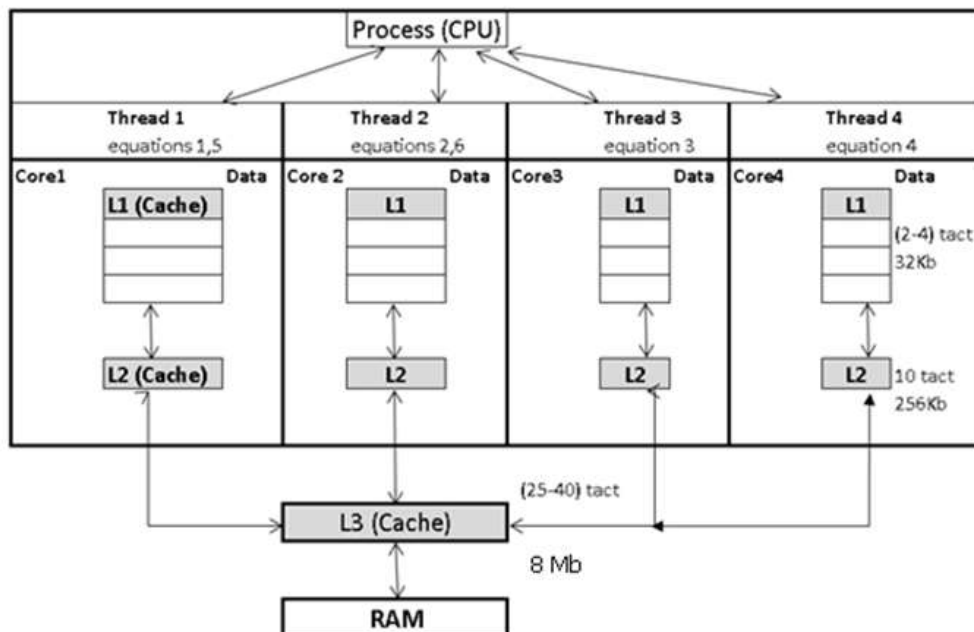 Process (CPU)
Thread 1
equations 1,5
Thread 2
equations 2,6
Thread 3
equation 3
Thread 4
equation 4
Core1
Data
L1 (Cache)
L2 (Cache)
Core 2
Data
L1
L2
Core3
Data
L1
L2
Core4
Data
L1
(2-4) tact
32Kb
L2
10 tact
256Kb
(25-40) tact
L3 (Cache)
8 Mb
RAM